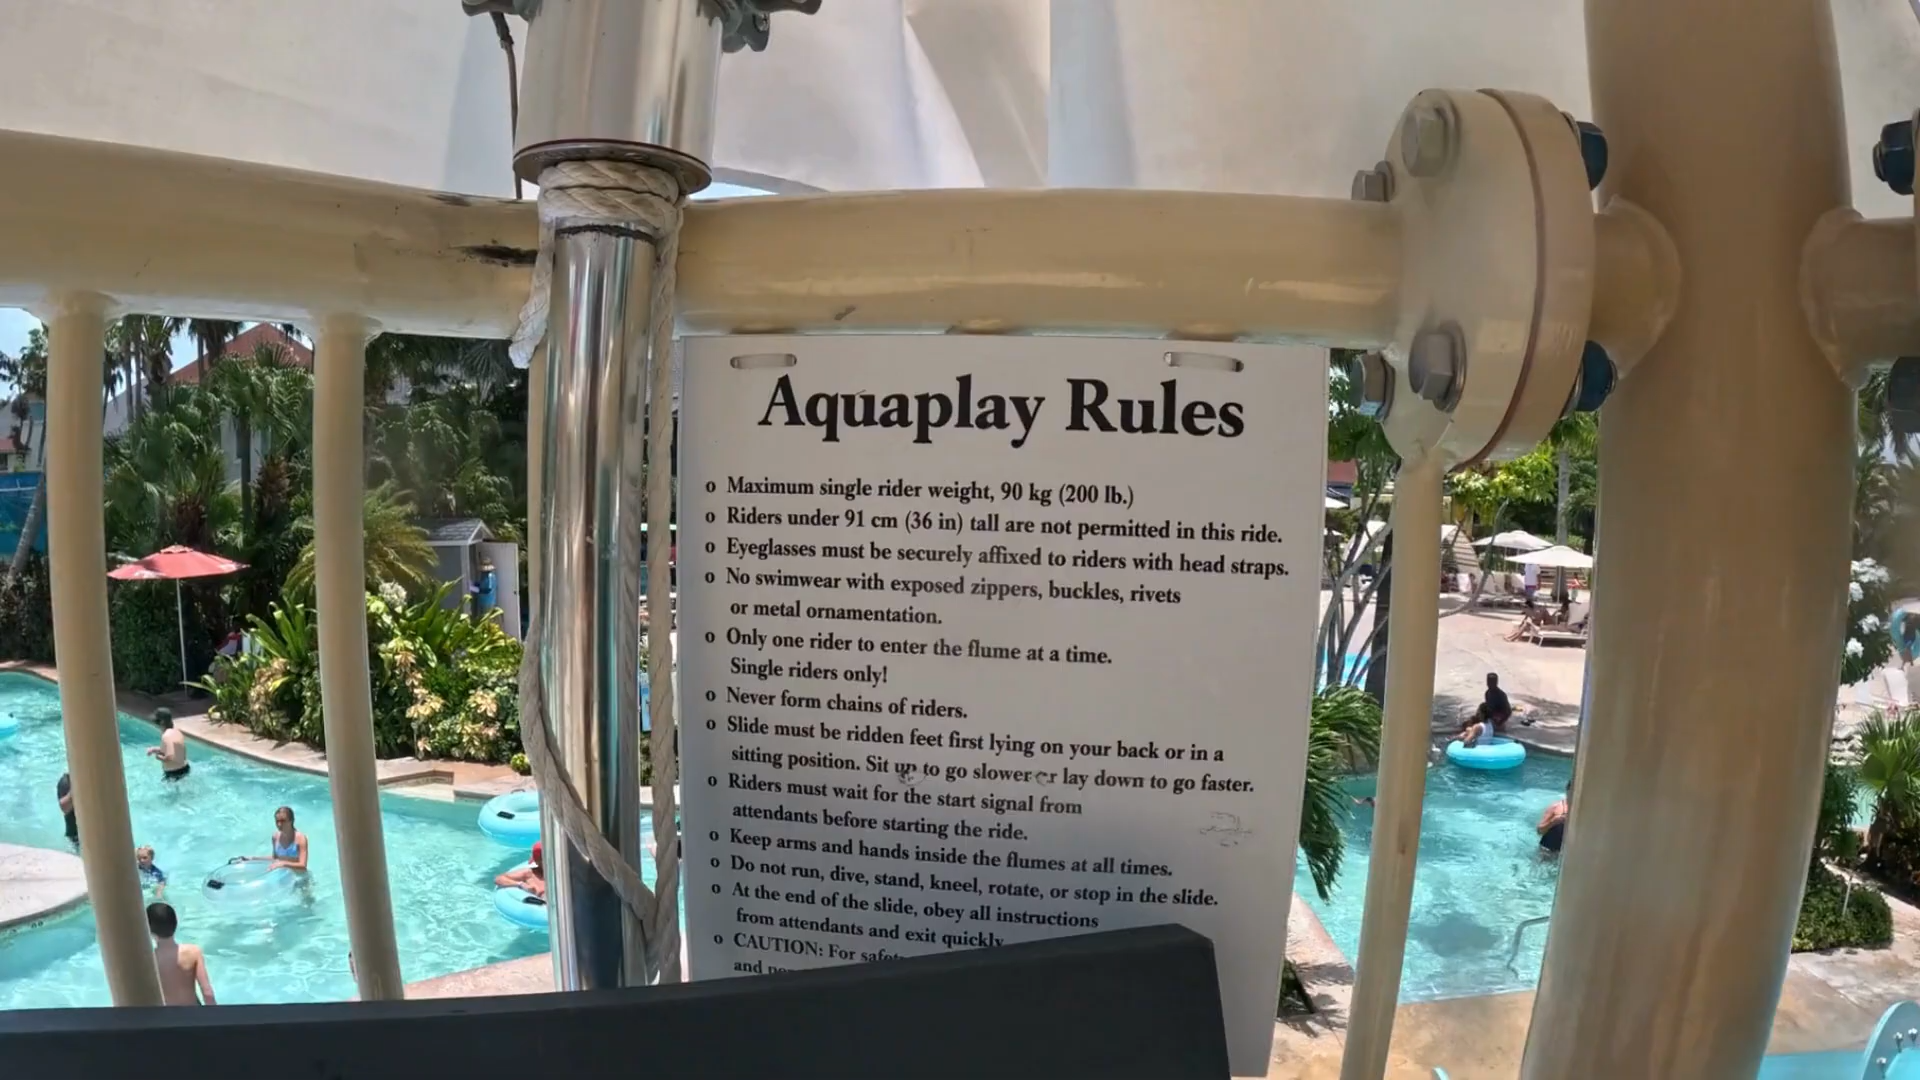 Aquaplay Rules
o Maximum single rider weight, 90 kg (200 lb.)
o Riders under 91 cm (36 in) tall are not permitted in this ride.
o Eyeglasses must be securely affixed to riders with head straps.
o No swimwear with exposed zippers, buckles, rivets
or metal ornamentation.
o Only one rider to enter the flume at a time.
Single riders only!
o Never form chains of riders.
o Slide must be ridden feet first lying on your back or in a
sitting position. Sit up to go slower or lay down to go faster.
o Riders must wait for the start signal from
attendants before starting the ride.
o Keep arms and hands inside the flumes at all times.
o Do not run, dive, stand, kneel, rotate, or stop in the slide.
o At the end of the slide, obey all instructions
from attendants and exit quickly
o CAUTION: For
and